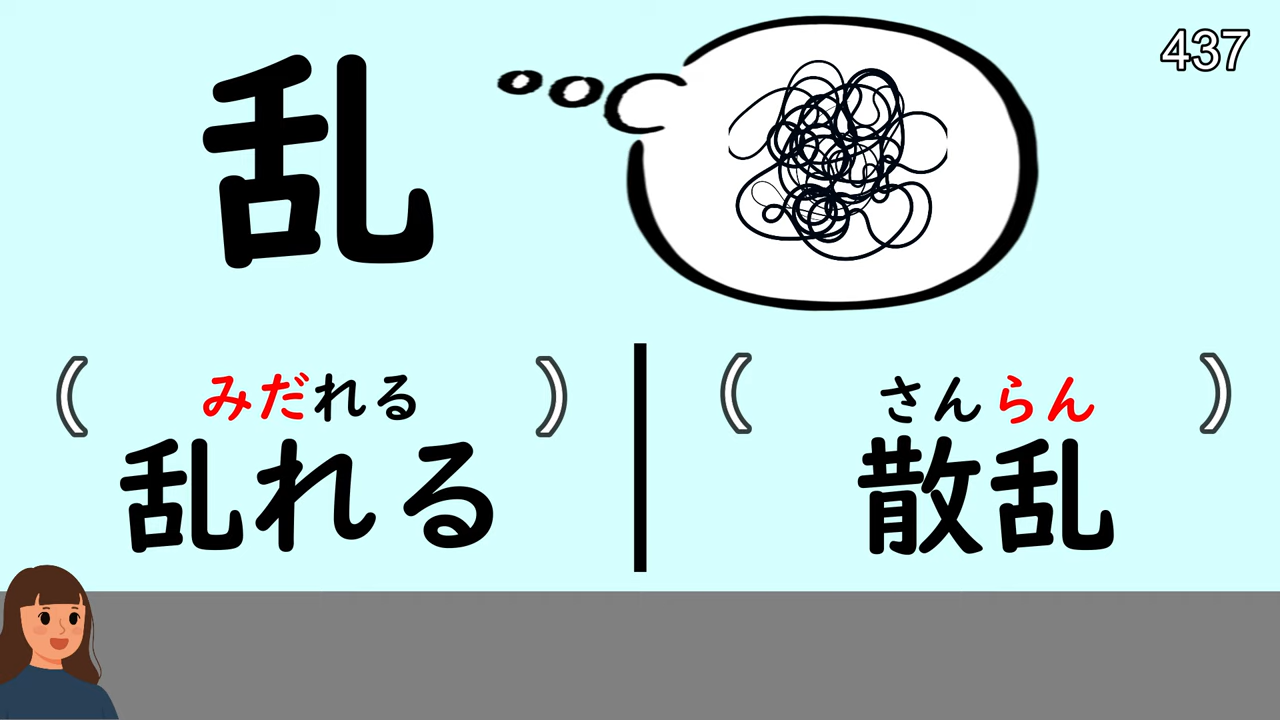 乱
437
( みだれる )
乱れる
( さんらん )
散乱